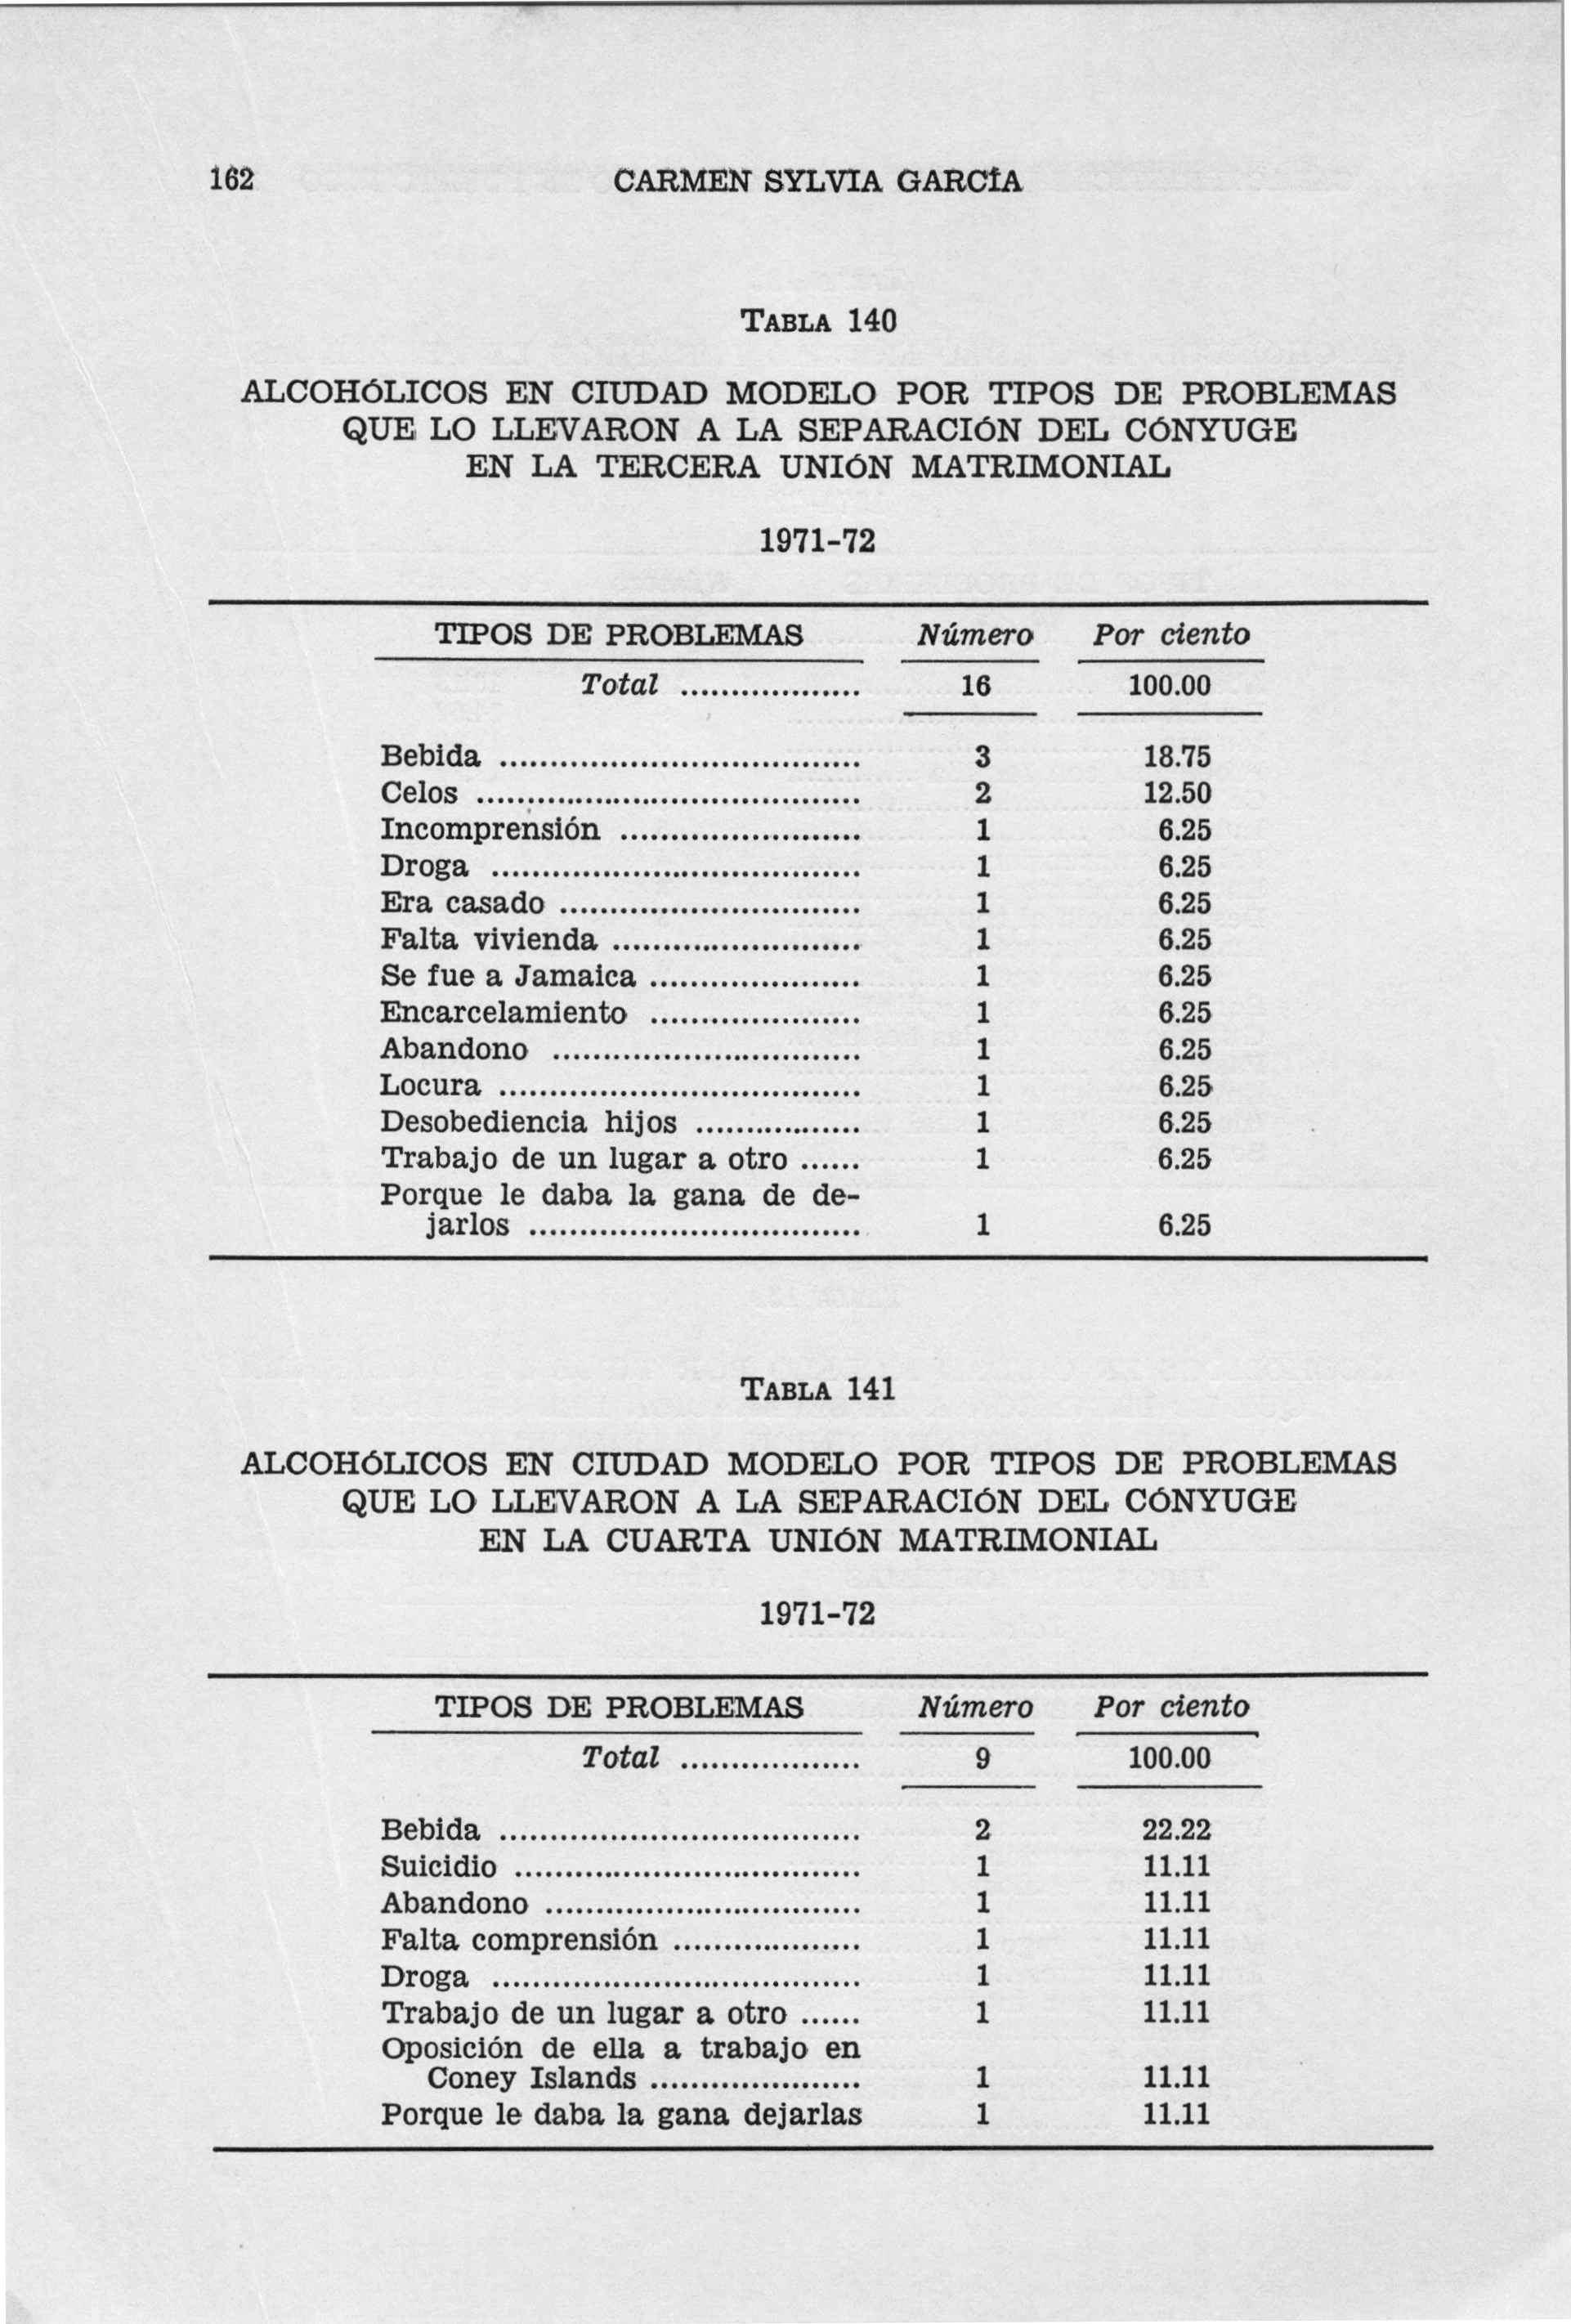 162 CARMEN SYLVIA GARCÍA
TABLA 140
ALCOHÓLICOS EN CIUDAD MODELO POR TIPOS DE PROBLEMAS
QUE LO LLEVARON A LA SEPARACIÓN DEL CÓNYUGE
EN LA TERCERA UNIÓN MATRIMONIAL
1971-72
TIPOS DE PROBLEMAS Número Por ciento
Total .................. 16 100.00
Bebida .................................... 3 18.75
Celos ...................................... 2 12.50
Incomprensión ........................ 1 6.25
Droga ..................................... 1 6.25
Era casado .............................. 1 6.25
Falta vivienda ......................... 1 6.25
Se fue a Jamaica ..................... 1 6.25
Encarcelamiento ..................... 1 6.25
Abandono ............................... 1 6.25
Locura .................................... 1 6.25
Desobediencia hijos ................. 1 6.25
Trabajo de un lugar a otro ...... 1 6.25
Porque le daba la gana de de-
jarlos ................................. 1 6.25
TABLA 141
ALCOHÓLICOS EN CIUDAD MODELO POR TIPOS DE PROBLEMAS
QUE LO LLEVARON A LA SEPARACIÓN DEL CÓNYUGE
EN LA CUARTA UNIÓN MATRIMONIAL
1971-72
TIPOS DE PROBLEMAS Número Por ciento
Total .................. 9 100.00
Bebida .................................... 2 22.22
Suicidio .................................. 1 11.11
Abandono ................................ 1 11.11
Falta comprensión ................... 1 11.11
Droga ..................................... 1 11.11
Trabajo de un lugar a otro ...... 1 11.11
Oposición de ella a trabajo en
Coney Islands ..................... 1 11.11
Porque le daba la gana dejarlas 1 11.11